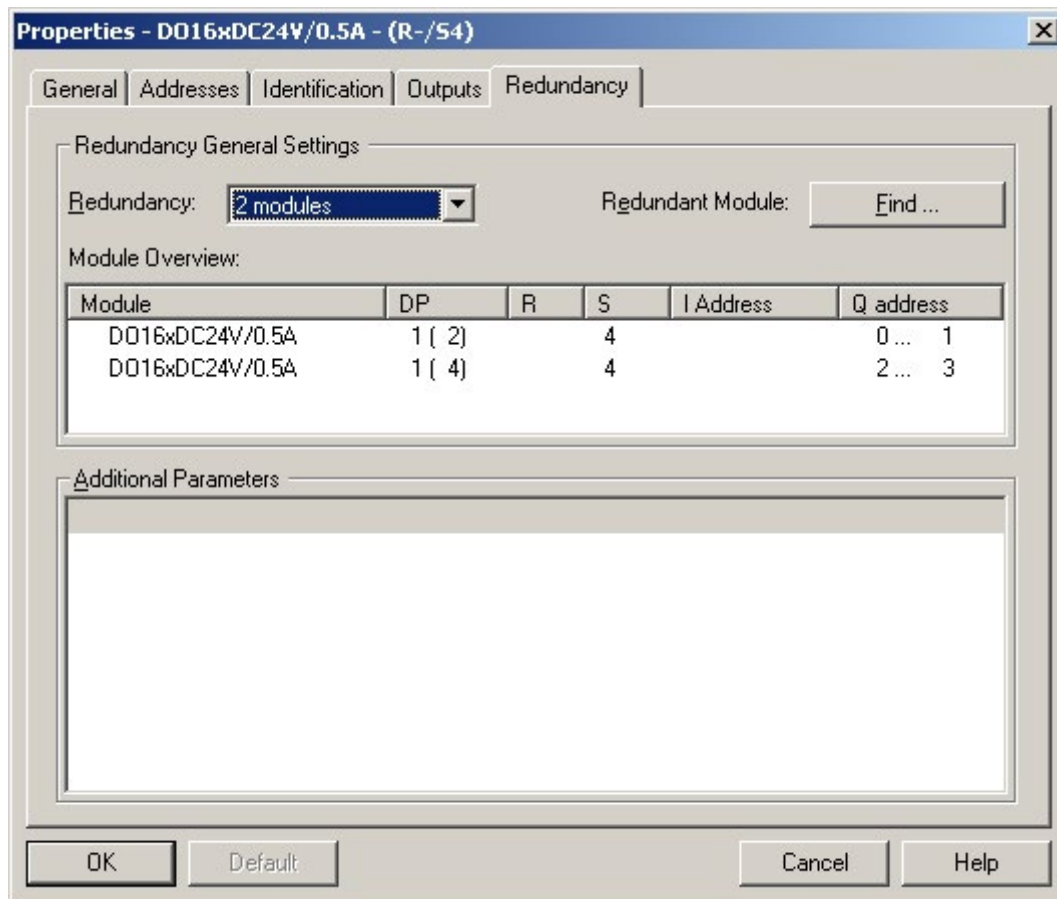 Properties - DO16xDC24V/0.5A - (R-/S4)
General Addresses Identification Outputs Redundancy
Redundancy General Settings
Redundancy: 2 modules Redundant Module: Find ...
Module Overview:
Module DP R S I Address Q address
DO16xDC24V/0.5A 1 ( 2) 4 0 ... 1
DO16xDC24V/0.5A 1 ( 4) 4 2 ... 3
Additional Parameters
OK Default Cancel Help